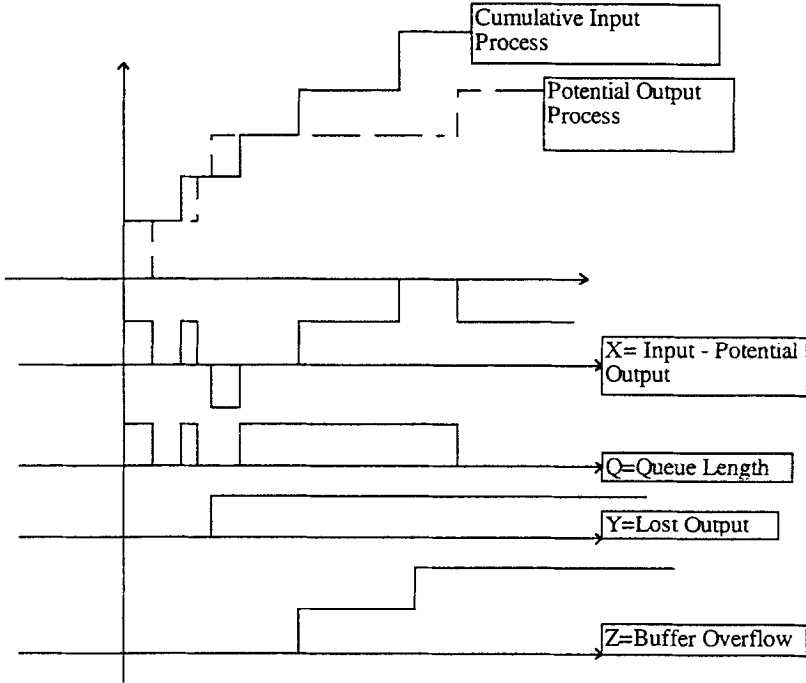 Cumulative Input
Process
Potential Output
Process
X= Input - Potential
Output
Q=Queue Length
Y=Lost Output
Z=Buffer Overflow